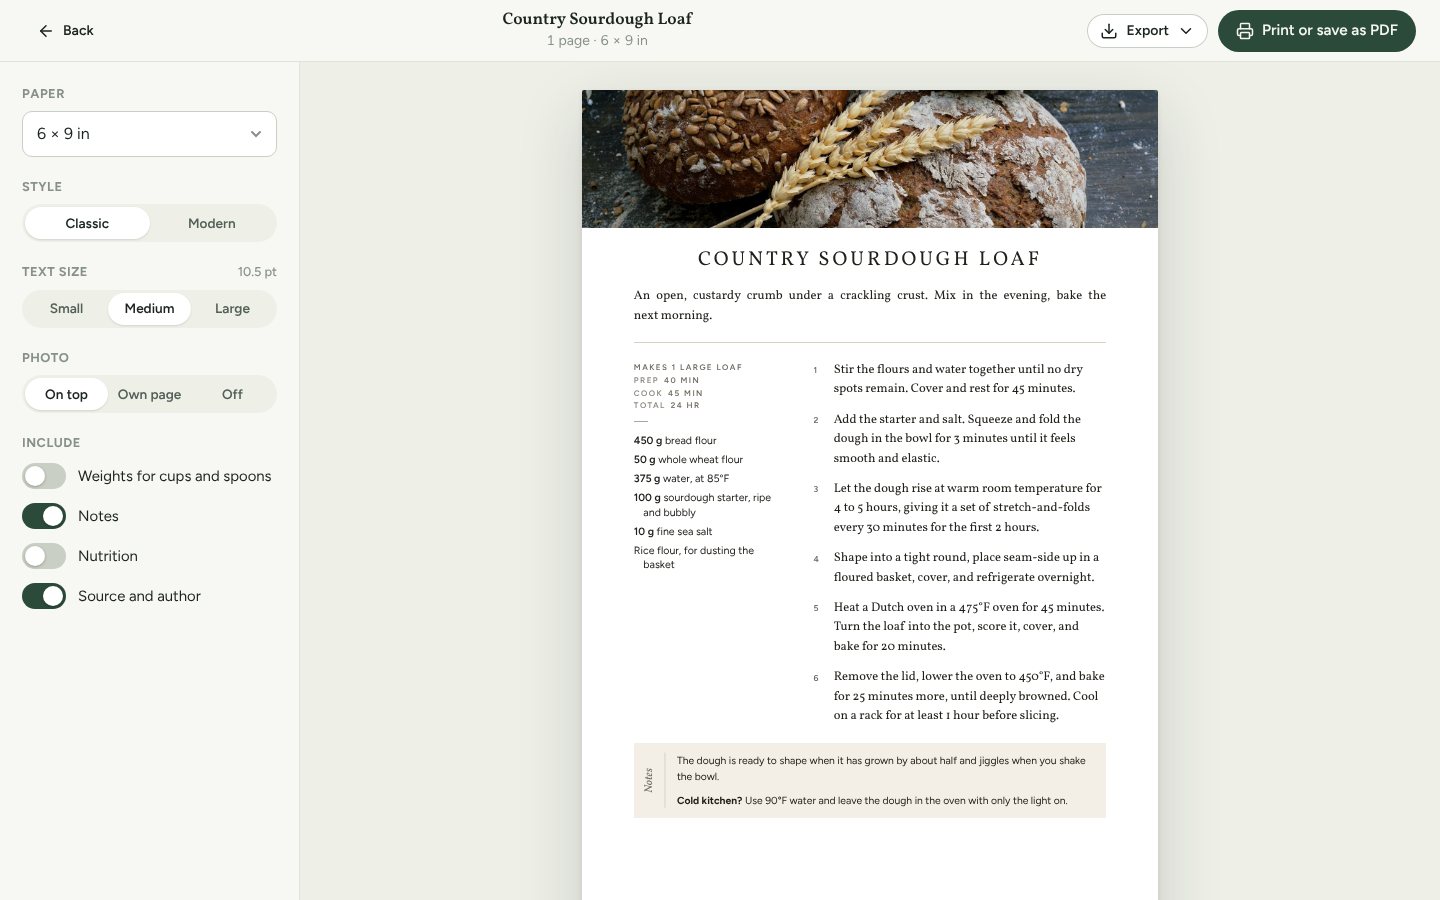 Back
Country Sourdough Loaf
1 page · 6 × 9 in
Export
Print or save as PDF
PAPER
6 × 9 in
STYLE
Classic
Modern
TEXT SIZE
10.5 pt
Small
Medium
Large
PHOTO
On top
Own page
Off
INCLUDE
Weights for cups and spoons
Notes
Nutrition
Source and author
COUNTRY SOURDOUGH LOAF
An open, custardy crumb under a crackling crust. Mix in the evening, bake the
next morning.
MAKES 1 LARGE LOAF
PREP 40 MIN
COOK 45 MIN
TOTAL 24 HR
450 g bread flour
50 g whole wheat flour
375 g water, at 85°F
100 g sourdough starter, ripe
and bubbly
10 g fine sea salt
Rice flour, for dusting the
basket
1 Stir the flours and water together until no dry
spots remain. Cover and rest for 45 minutes.
2 Add the starter and salt. Squeeze and fold the
dough in the bowl for 3 minutes until it feels
smooth and elastic.
3 Let the dough rise at warm room temperature for
4 to 5 hours, giving it a set of stretch-and-folds
every 30 minutes for the first 2 hours.
4 Shape into a tight round, place seam-side up in a
floured basket, cover, and refrigerate overnight.
5 Heat a Dutch oven in a 475°F oven for 45 minutes.
Turn the loaf into the pot, score it, cover, and
bake for 20 minutes.
6 Remove the lid, lower the oven to 450°F, and bake
for 25 minutes more, until deeply browned. Cool
on a rack for at least 1 hour before slicing.
Notes
The dough is ready to shape when it has grown by about half and jiggles when you shake
the bowl.
Cold kitchen? Use 90°F water and leave the dough in the oven with only the light on.